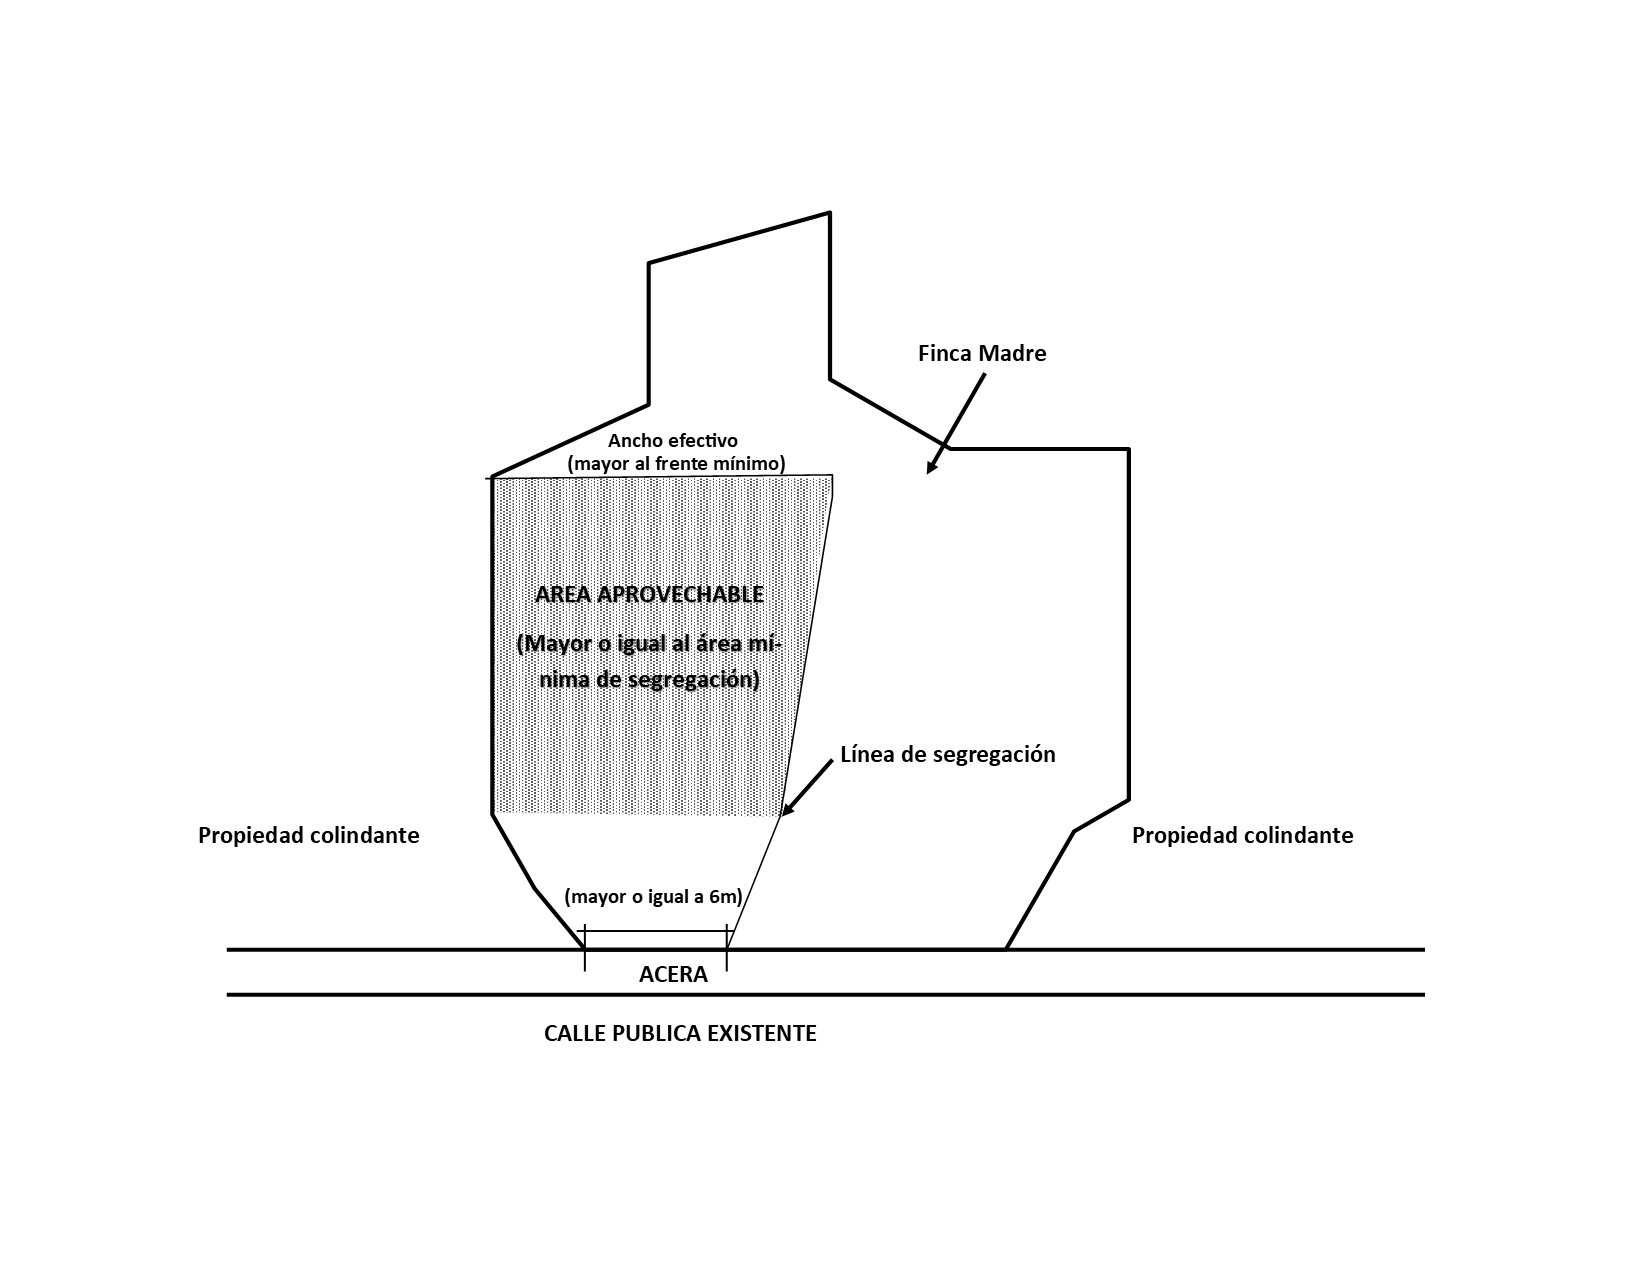 Finca Madre
Ancho efectivo
(mayor al frente mínimo)
AREA APROVECHABLE
(Mayor o igual al área mí-
nima de segregación)
Línea de segregación
Propiedad colindante
Propiedad colindante
(mayor o igual a 6m)
ACERA
CALLE PUBLICA EXISTENTE